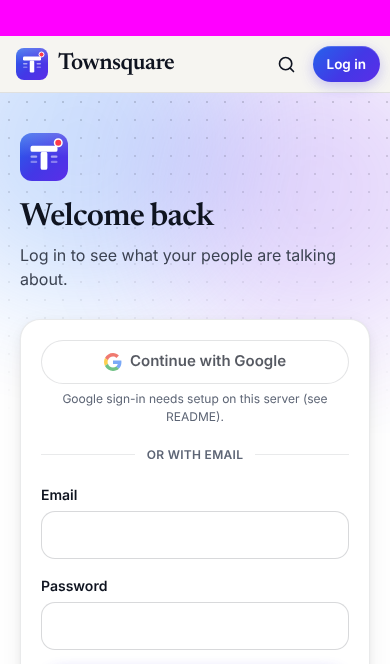 Townsquare
Log in
Welcome back
Log in to see what your people are talking
about.
Continue with Google
Google sign-in needs setup on this server (see
README).
OR WITH EMAIL
Email
Password